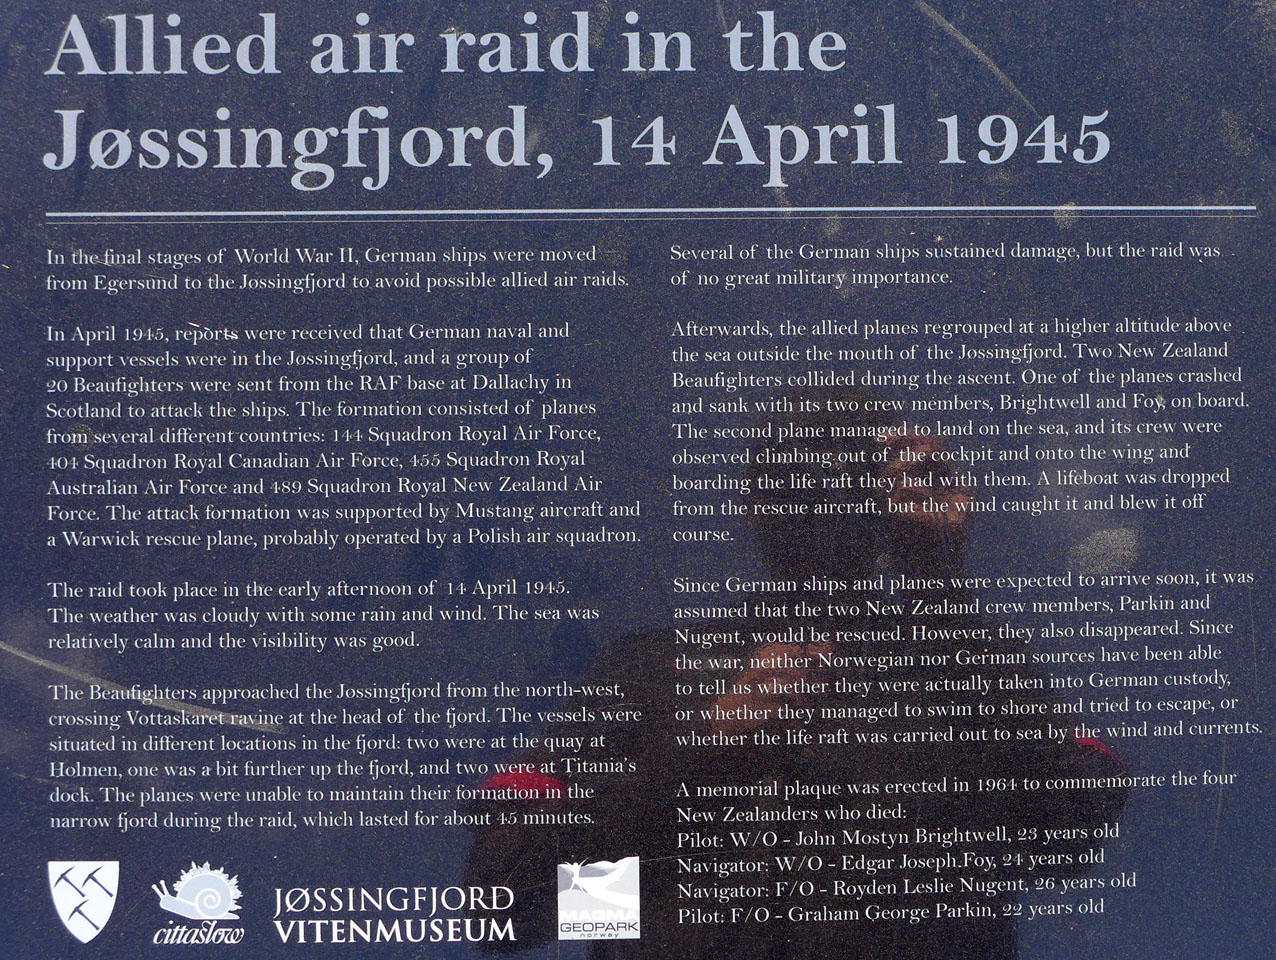 Allied air raid in the
Jøssingfjord, 14 April 1945
In the final stages of World War II, German ships were moved
from Egersund to the Jøssingfjord to avoid possible allied air raids.
In April 1945, reports were received that German naval and
support vessels were in the Jøssingfjord, and a group of
20 Beaufighters were sent from the RAF base at Dallachy in
Scotland to attack the ships. The formation consisted of planes
from several different countries: 144 Squadron Royal Air Force,
404 Squadron Royal Canadian Air Force, 455 Squadron Royal
Australian Air Force and 489 Squadron Royal New Zealand Air
Force. The attack formation was supported by Mustang aircraft and
a Warwick rescue plane, probably operated by a Polish air squadron.
The raid took place in the early afternoon of 14 April 1945.
The weather was cloudy with some rain and wind. The sea was
relatively calm and the visibility was good.
The Beaufighters approached the Jøssingfjord from the north-west,
crossing Vottaskaret ravine at the head of the fjord. The vessels were
situated in different locations in the fjord: two were at the quay at
Holmen, one was a bit further up the fjord, and two were at Titania's
dock. The planes were unable to maintain their formation in the
narrow fjord during the raid, which lasted for about 45 minutes.
Several of the German ships sustained damage, but the raid was
of no great military importance.
Afterwards, the allied planes regrouped at a higher altitude above
the sea outside the mouth of the Jøssingfjord. Two New Zealand
Beaufighters collided during the ascent. One of the planes crashed
and sank with its two crew members, Brightwell and Foy, on board.
The second plane managed to land on the sea, and its crew were
observed climbing out of the cockpit and onto the wing and
boarding the life raft they had with them. A lifeboat was dropped
from the rescue aircraft, but the wind caught it and blew it off
course.
Since German ships and planes were expected to arrive soon, it was
assumed that the two New Zealand crew members, Parkin and
Nugent, would be rescued. However, they also disappeared. Since
the war, neither Norwegian nor German sources have been able
to tell us whether they were actually taken into German custody,
or whether they managed to swim to shore and tried to escape, or
whether the life raft was carried out to sea by the wind and currents.
A memorial plaque was erected in 1964 to commemorate the four
New Zealanders who died:
Pilot: W/O - John Mostyn Brightwell, 23 years old
Navigator: W/O - Edgar Joseph Foy, 24 years old
Navigator: F/O - Royden Leslie Nugent, 26 years old
Pilot: F/O - Graham George Parkin, 22 years old
cittaslow
JØSSINGFJORD
VITENMUSEUM
MAGMA
GEOPARK
norway